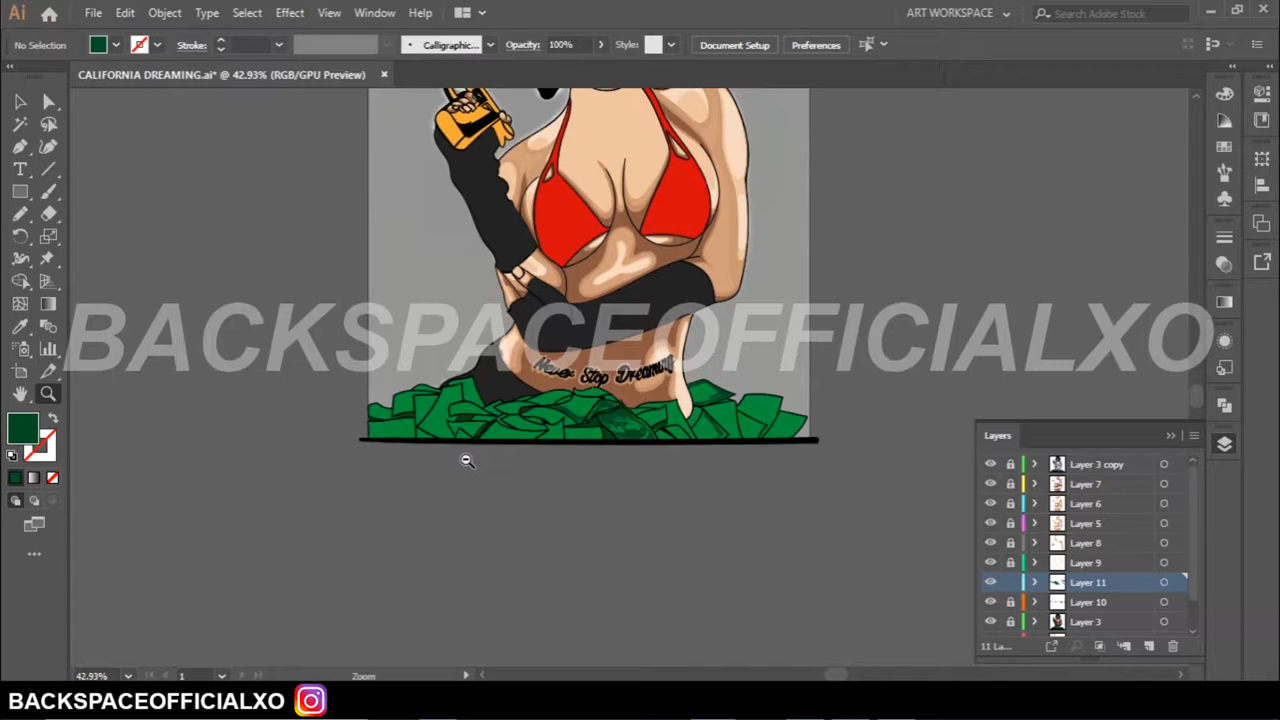 Ai File Edit Object Type Select Effect View Window Help ART WORKSPACE Search Adobe Stock
No Selection Stroke: Calligraphic... Opacity: 100% Style: Document Setup Preferences
CALIFORNIA DREAMING.ai* @ 42.93% (RGB/GPU Preview)
BACKSPACEOFFICIALXO
Never Stop Dreaming
Layers
Layer 3 copy
Layer 7
Layer 6
Layer 5
Layer 8
Layer 9
Layer 11
Layer 10
Layer 3
11 La...
42.93% 1 Zoom
BACKSPACEOFFICIALXO